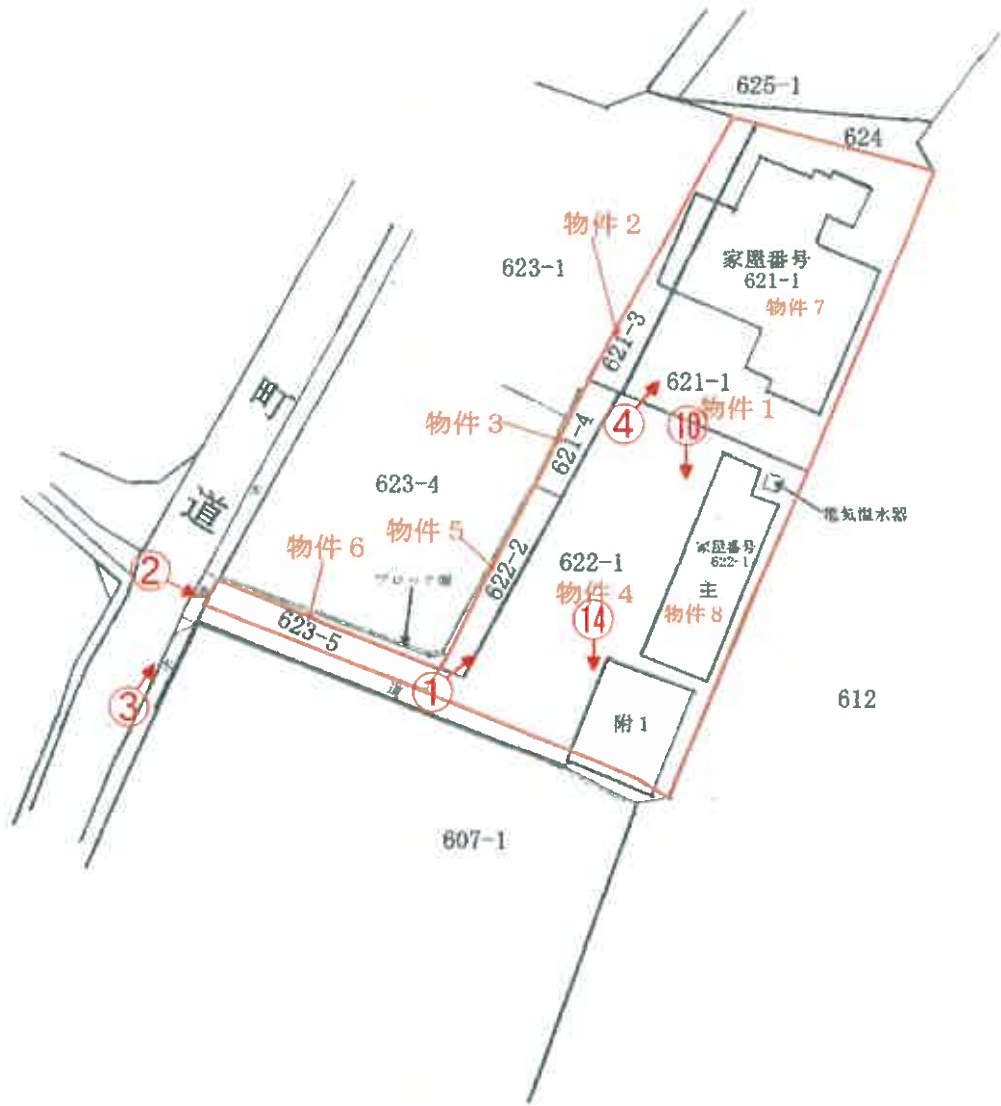 625-1
624
物件2
623-1
家屋番号
621-1
物件7
621-3
町
道
621-1
物件1
④
⑩
物件3
621-4
623-4
電気温水器
物件5
622-2
622-1
物件4
家屋番号
622-1
主
物件8
物件6
ブロック塀
②
⑭
623-5
道
①
③
附1
612
607-1